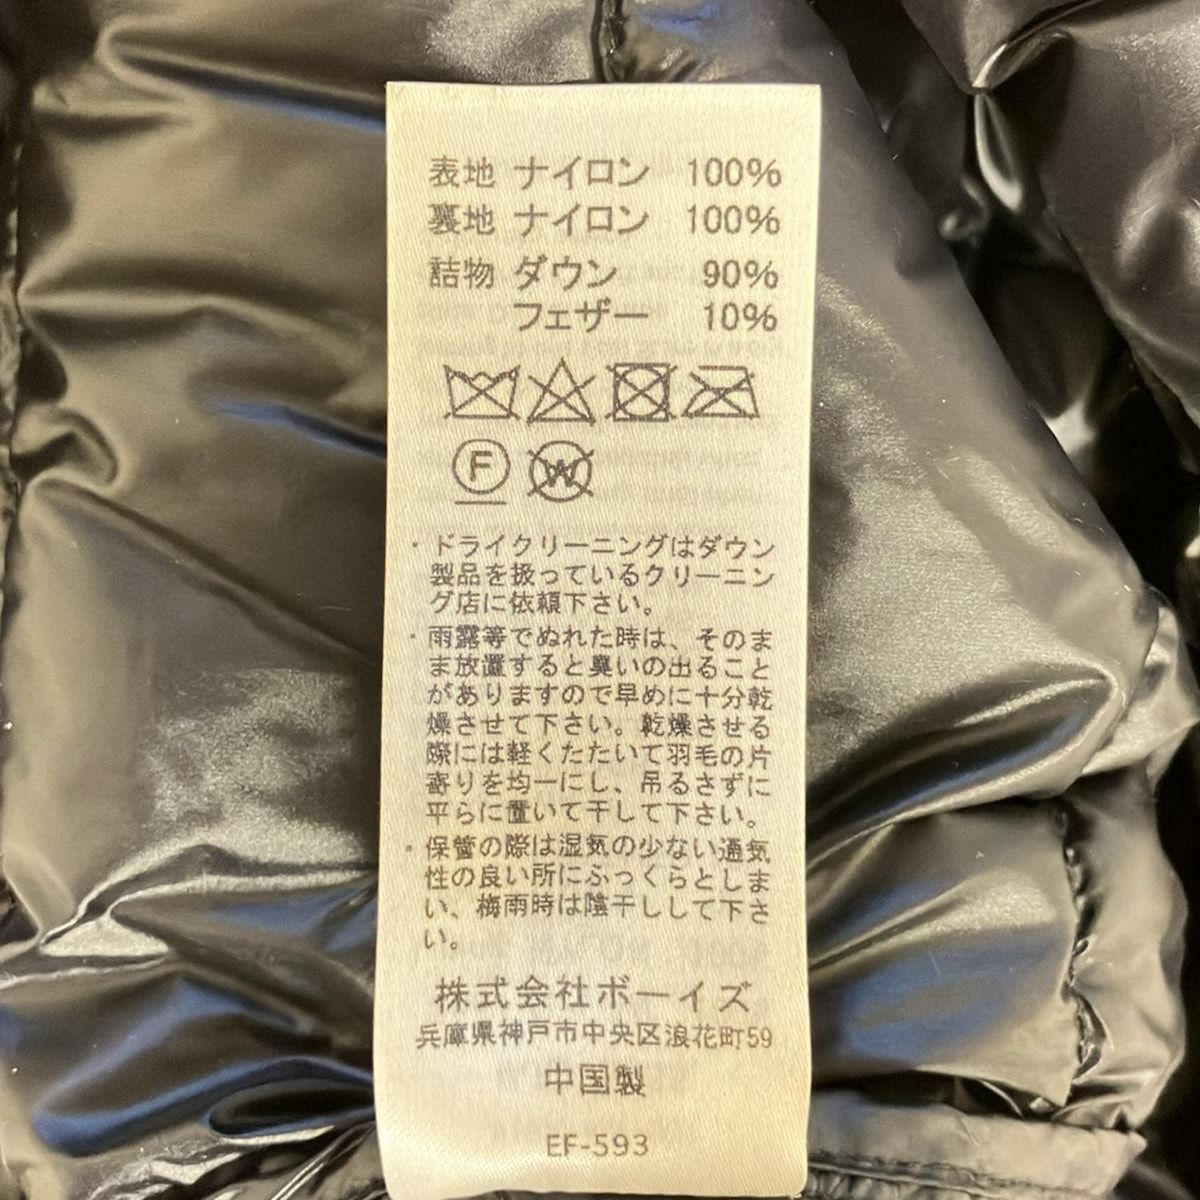 表地 ナイロン 100%
裏地 ナイロン 100%
詰物 ダウン 90%
フェザー 10%
F W
・ドライクリーニングはダウン
製品を扱っているクリーニン
グ店に依頼下さい。
・雨露等でぬれた時は、そのま
ま放置すると臭いの出ること
がありますので早めに十分乾
燥させて下さい。乾燥させる
際には軽くたたいて羽毛の片
寄りを均一にし、吊るさずに
平らに置いて干して下さい。
・保管の際は湿気の少ない通気
性の良い所にふっくらとしま
い、梅雨時は陰干しして下さ
い。
株式会社ボーイズ
兵庫県神戸市中央区浪花町59
中国製
EF-593